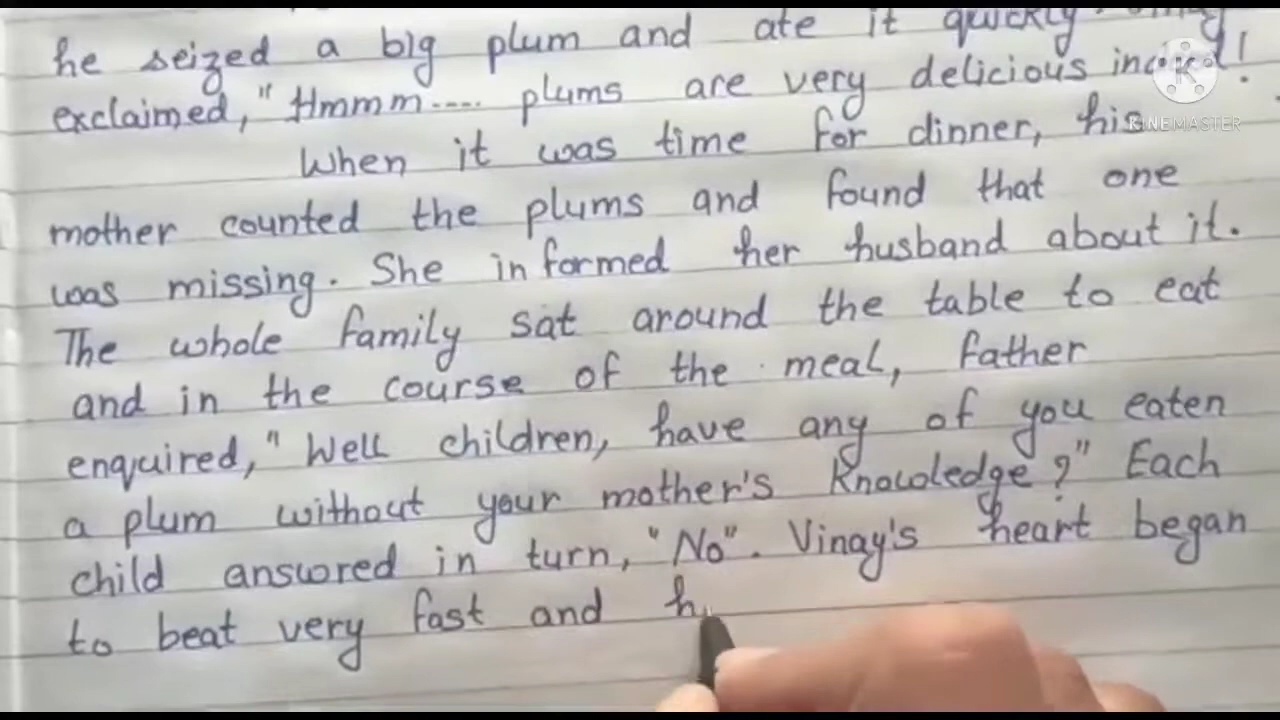 he seized a big plum and ate it quickly.
exclaimed, "Hmmm---- plums are very delicious indeed!
KINEMASTER
When it was time for dinner, his
mother counted the plums and found that one
was missing. She informed her husband about it.
The whole family sat around the table to eat
and in the course of the meal, father
enquired, "Well children, have any of you eaten
a plum without your mother's knowledge?" Each
child answored in turn, "No". Vinay's heart began
to beat very fast and h